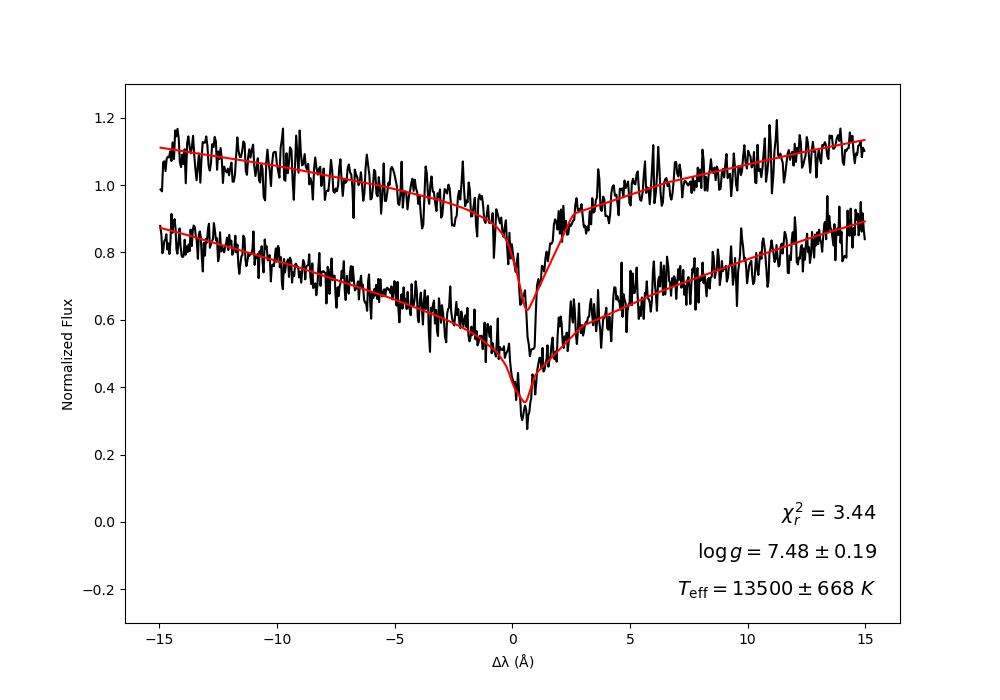 1.2
1.0
0.8
0.6
0.4
0.2
0.0
−0.2
Normalized Flux
χ²ᵣ = 3.44
log g = 7.48 ± 0.19
T_eff = 13500 ± 668 K
−15 −10 −5 0 5 10 15
Δλ (Å)